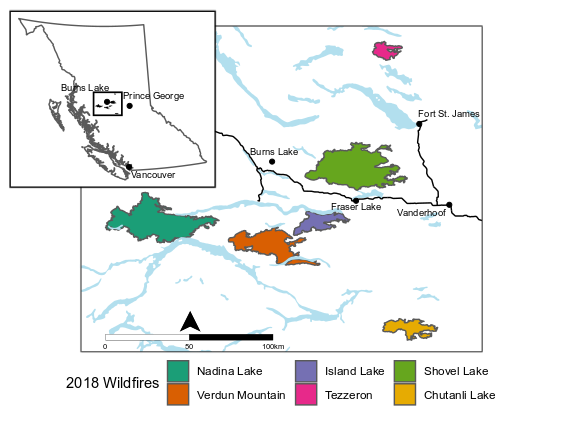 Burns Lake
Prince George
Vancouver
Fort St. James
Burns Lake
Fraser Lake
Vanderhoof
0 50 100km
2018 Wildfires
Nadina Lake Island Lake Shovel Lake
Verdun Mountain Tezzeron Chutanli Lake